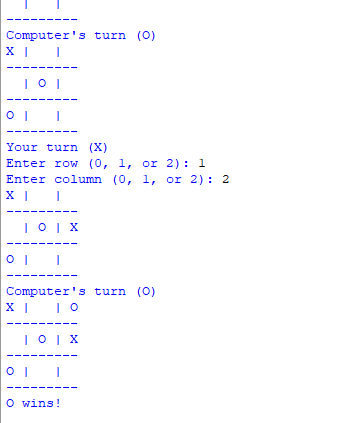 |   |
---------
Computer's turn (O)
X |   |
---------
  | O |
---------
O |   |
---------
Your turn (X)
Enter row (0, 1, or 2): 1
Enter column (0, 1, or 2): 2
X |   |
---------
  | O | X
---------
O |   |
---------
Computer's turn (O)
X |   | O
---------
  | O | X
---------
O |   |
---------
O wins!